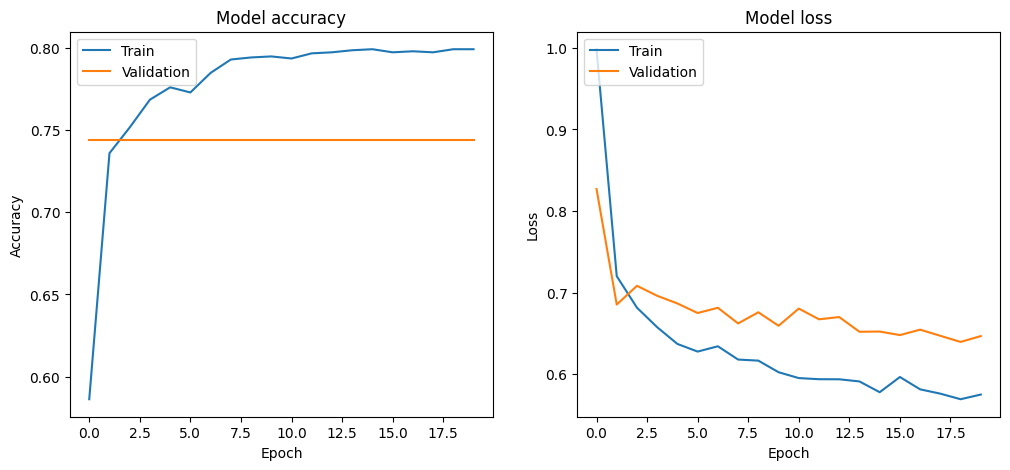 Model accuracy
Train
Validation
0.80
0.75
0.70
0.65
0.60
Accuracy
0.0 2.5 5.0 7.5 10.0 12.5 15.0 17.5
Epoch
Model loss
Train
Validation
1.0
0.9
0.8
0.7
0.6
Loss
0.0 2.5 5.0 7.5 10.0 12.5 15.0 17.5
Epoch